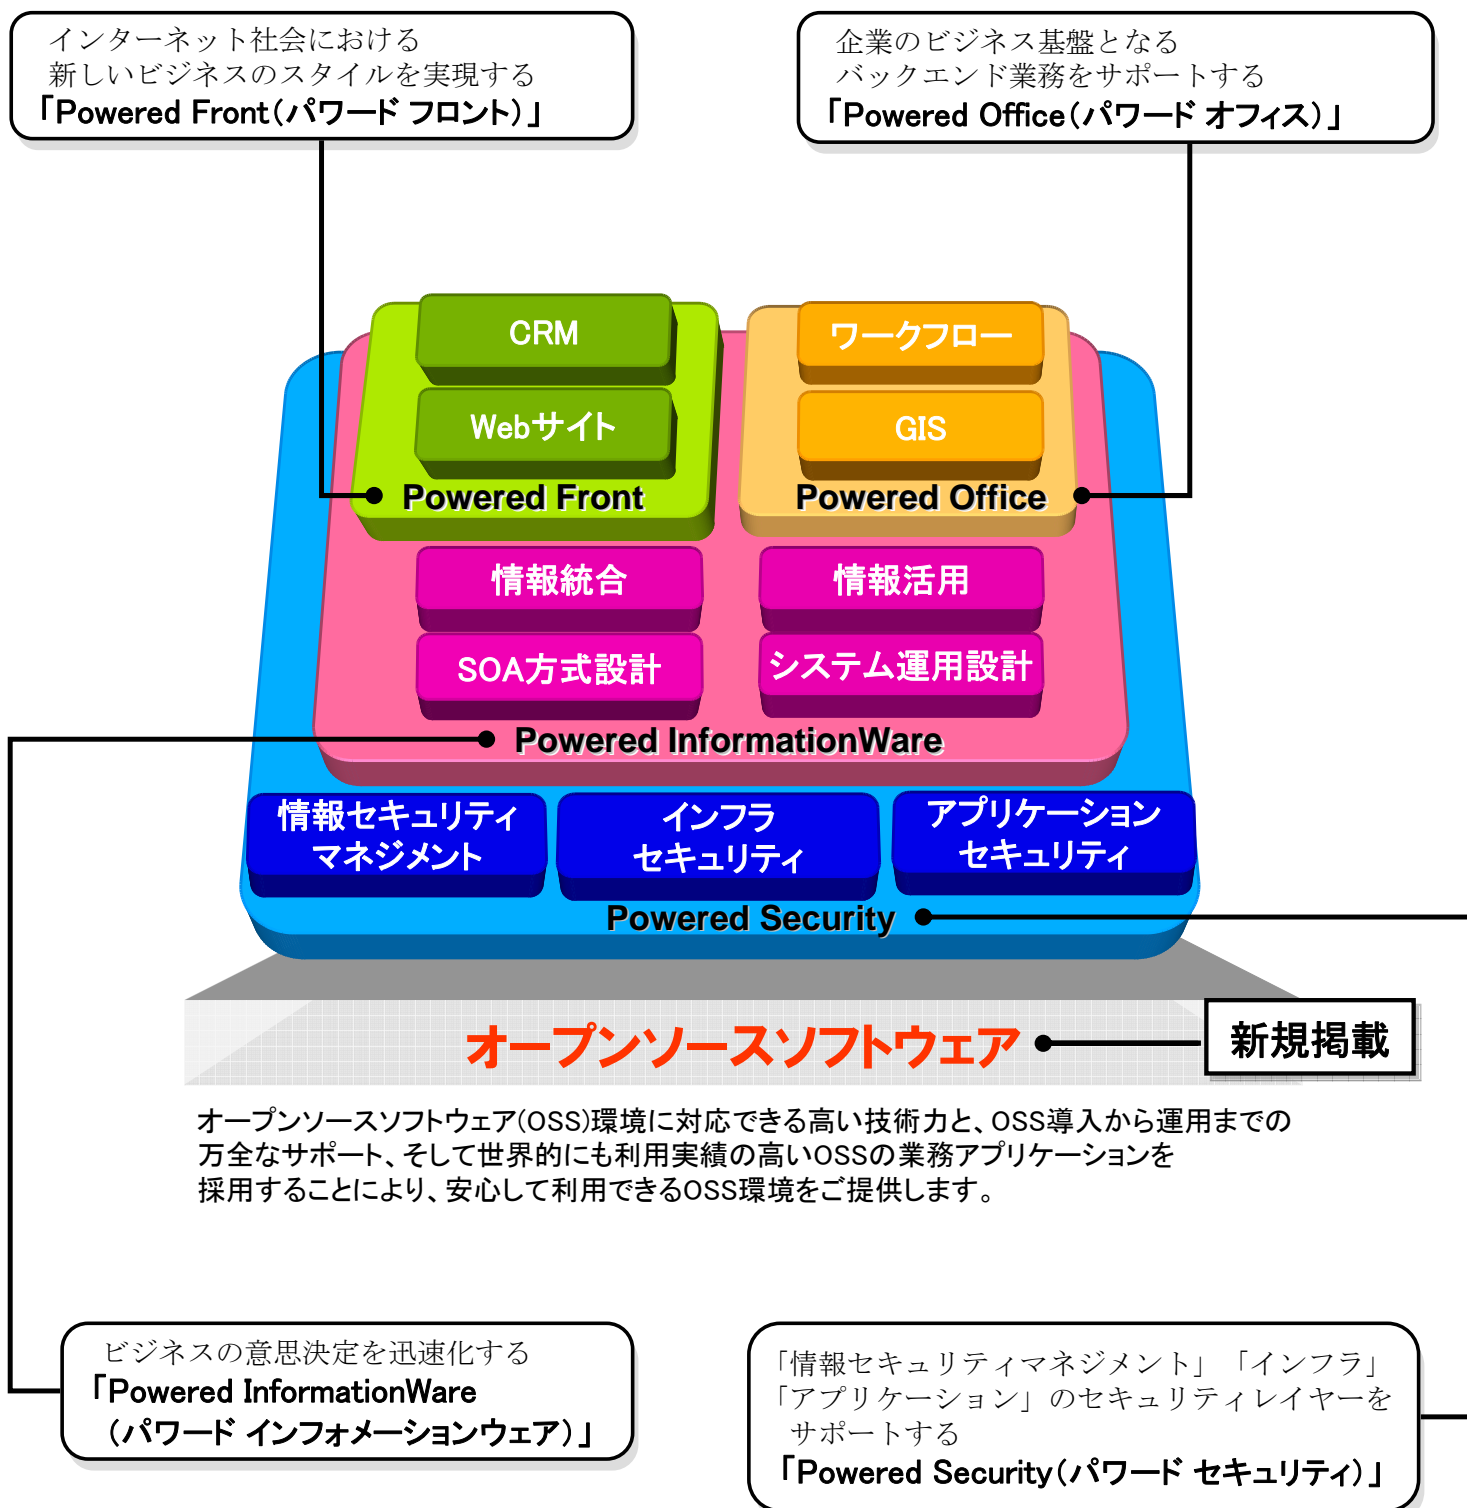 インターネット社会における
新しいビジネスのスタイルを実現する
「Powered Front(パワード フロント)」
企業のビジネス基盤となる
バックエンド業務をサポートする
「Powered Office(パワード オフィス)」
CRM
Webサイト
Powered Front
ワークフロー
GIS
Powered Office
情報統合
情報活用
SOA方式設計
システム運用設計
Powered InformationWare
情報セキュリティ
マネジメント
インフラ
セキュリティ
アプリケーション
セキュリティ
Powered Security
オープンソースソフトウェア
新規掲載
オープンソースソフトウェア(OSS)環境に対応できる高い技術力と、OSS導入から運用までの
万全なサポート、そして世界的にも利用実績の高いOSSの業務アプリケーションを
採用することにより、安心して利用できるOSS環境をご提供します。
ビジネスの意思決定を迅速化する
「Powered InformationWare
(パワード インフォメーションウェア)」
「情報セキュリティマネジメント」「インフラ」
「アプリケーション」のセキュリティレイヤーを
サポートする
「Powered Security(パワード セキュリティ)」